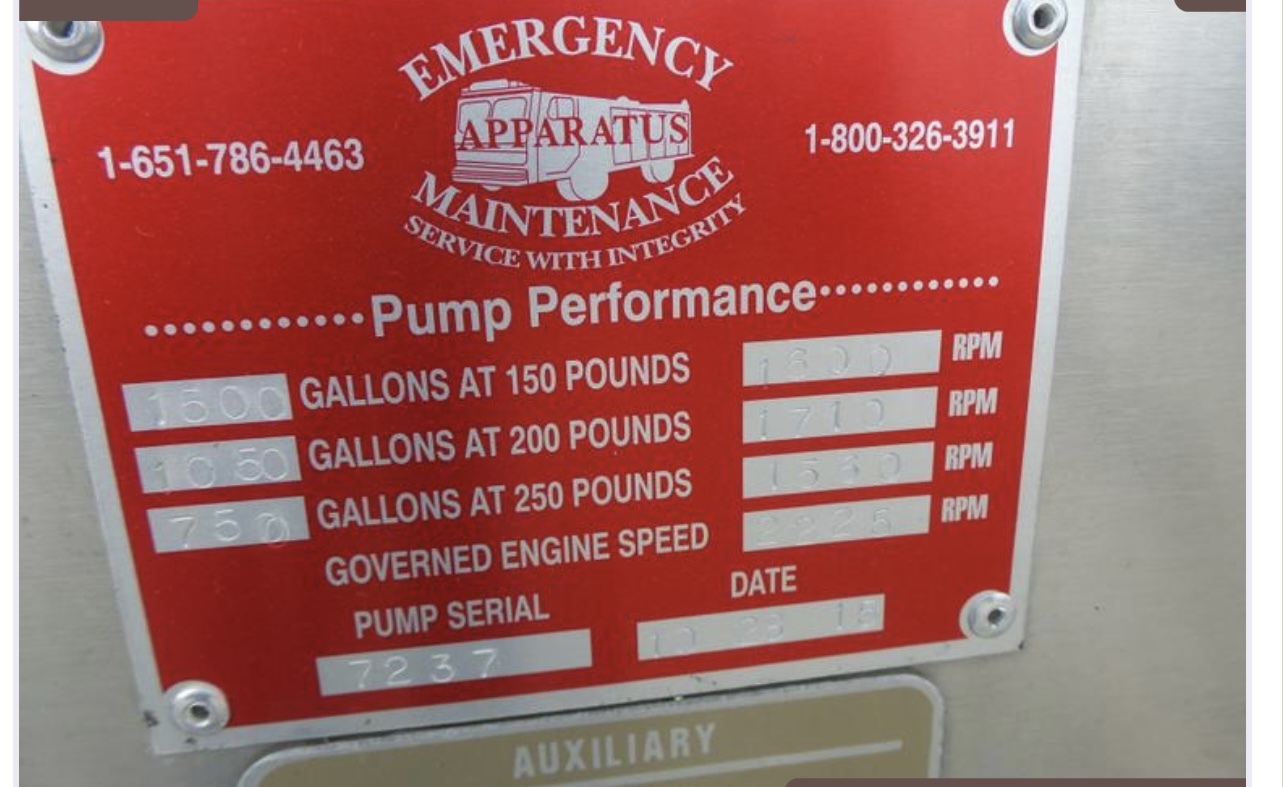 EMERGENCY
APPARATUS
MAINTENANCE
SERVICE WITH INTEGRITY
1-651-786-4463
1-800-326-3911
Pump Performance
1500 GALLONS AT 150 POUNDS RPM
1050 GALLONS AT 200 POUNDS 1710 RPM
750 GALLONS AT 250 POUNDS RPM
GOVERNED ENGINE SPEED 2225 RPM
PUMP SERIAL
7237
DATE
10
AUXILIARY